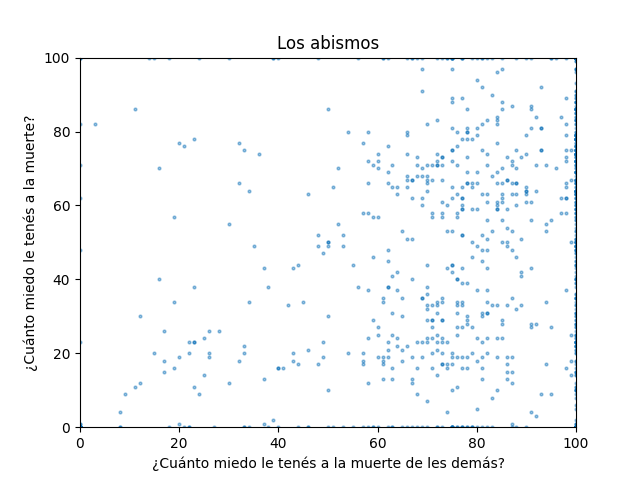 Los abismos
¿Cuánto miedo le tenés a la muerte?
100
80
60
40
20
0
0 20 40 60 80 100
¿Cuánto miedo le tenés a la muerte de les demás?